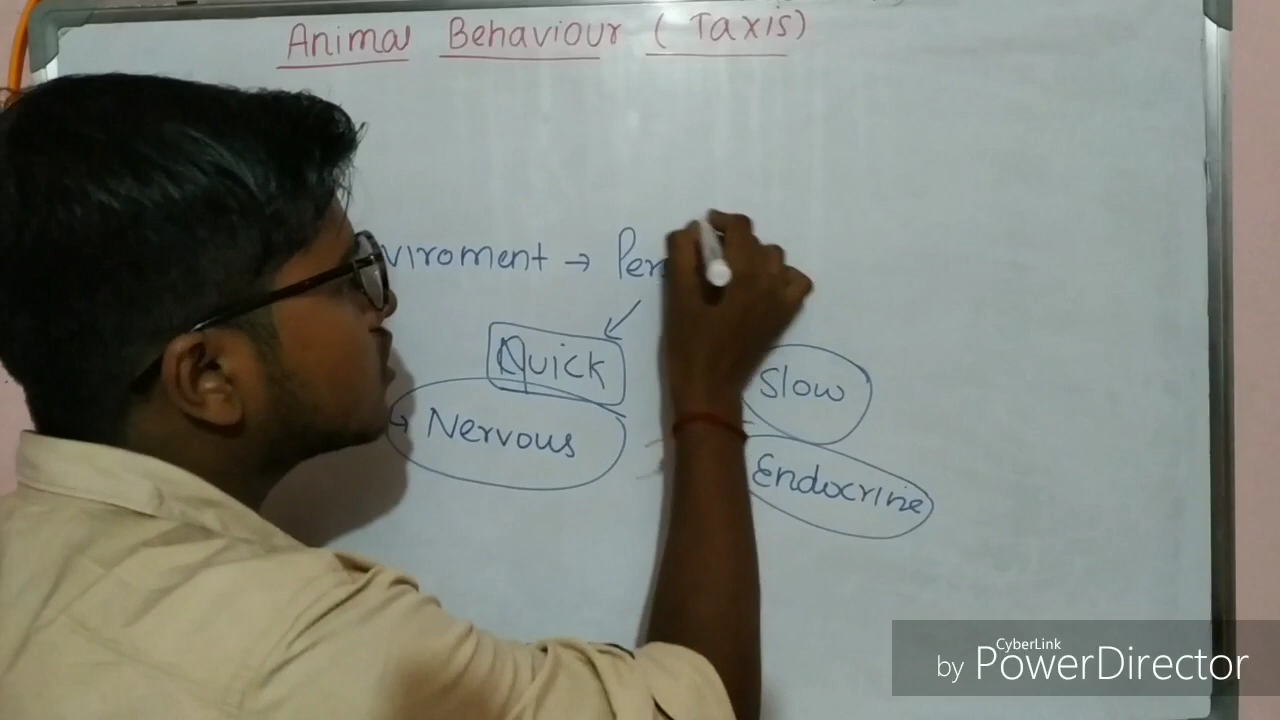 Animal Behaviour (Taxis)
viroment → Per
Quick
Slow
→ Nervous
Endocrine
CyberLink
by PowerDirector